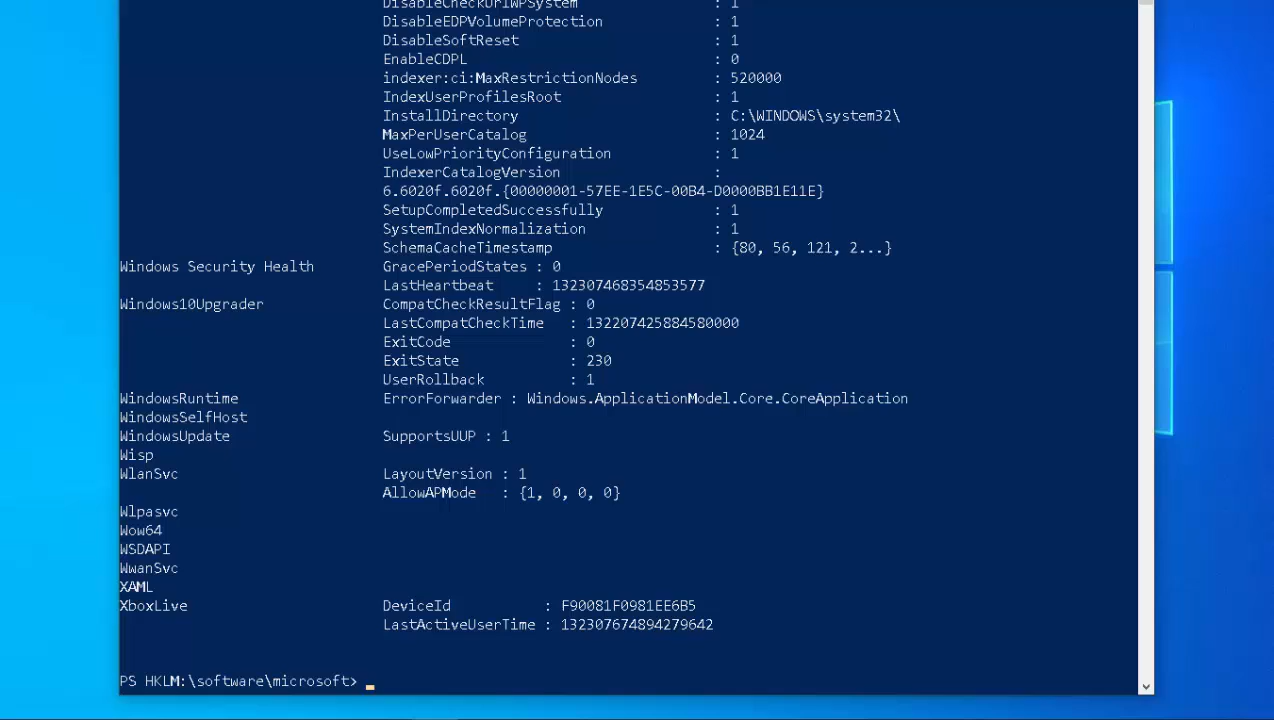 DisableCheckUrlWPSystem : 1
DisableEDPVolumeProtection : 1
DisableSoftReset : 1
EnableCDPL : 0
indexer:ci:MaxRestrictionNodes : 520000
IndexUserProfilesRoot : 1
InstallDirectory : C:\WINDOWS\system32\
MaxPerUserCatalog : 1024
UseLowPriorityConfiguration : 1
IndexerCatalogVersion :
6.6020f.6020f.{00000001-57EE-1E5C-00B4-D0000BB1E11E}
SetupCompletedSuccessfully : 1
SystemIndexNormalization : 1
SchemaCacheTimestamp : {80, 56, 121, 2...}
Windows Security Health GracePeriodStates : 0
LastHeartbeat : 132307468354853577
Windows10Upgrader CompatCheckResultFlag : 0
LastCompatCheckTime : 132207425884580000
ExitCode : 0
ExitState : 230
UserRollback : 1
WindowsRuntime ErrorForwarder : Windows.ApplicationModel.Core.CoreApplication
WindowsSelfHost
WindowsUpdate SupportsUUP : 1
Wisp
WlanSvc LayoutVersion : 1
AllowAPMode : {1, 0, 0, 0}
Wlpasvc
Wow64
WSDAPI
WwanSvc
XAML
XboxLive DeviceId : F90081F0981EE6B5
LastActiveUserTime : 132307674894279642
PS HKLM:\software\microsoft>